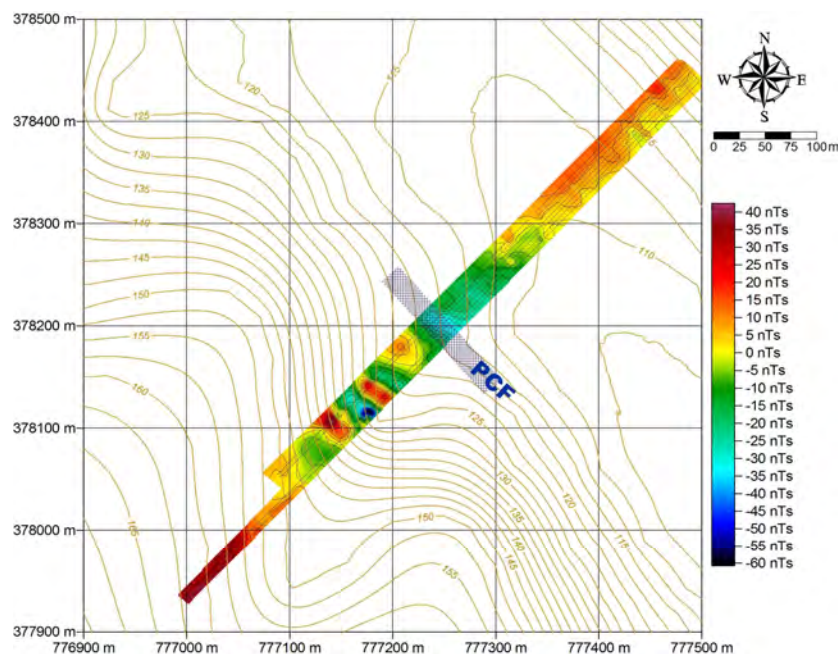 378500 m
378400 m
378300 m
378200 m
378100 m
378000 m
377900 m
776900 m 777000 m 777100 m 777200 m 777300 m 777400 m 777500 m
N
W E
S
0 25 50 75 100m
40 nTs
35 nTs
30 nTs
25 nTs
20 nTs
15 nTs
10 nTs
5 nTs
0 nTs
-5 nTs
-10 nTs
-15 nTs
-20 nTs
-25 nTs
-30 nTs
-35 nTs
-40 nTs
-45 nTs
-50 nTs
-55 nTs
-60 nTs
PCF
120
125
130
135
145
150
155
160
165
110
125
130
135
140
145
150
155
120
115